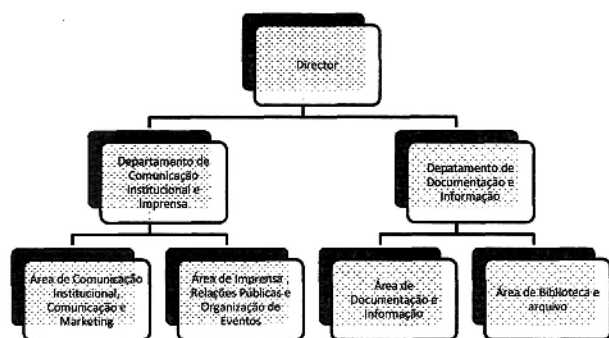 Director
Departamento de
Comunicação
Institucional e
Imprensa
Depatamento de
Documentação e
Informação
Área de Comunicação
Institucional,
Comunicação e
Marketing
Área de Imprensa,
Relações Públicas e
Organização de
Eventos
Área de
Documentação e
Informação
Área de Biblioteca e
arquivo